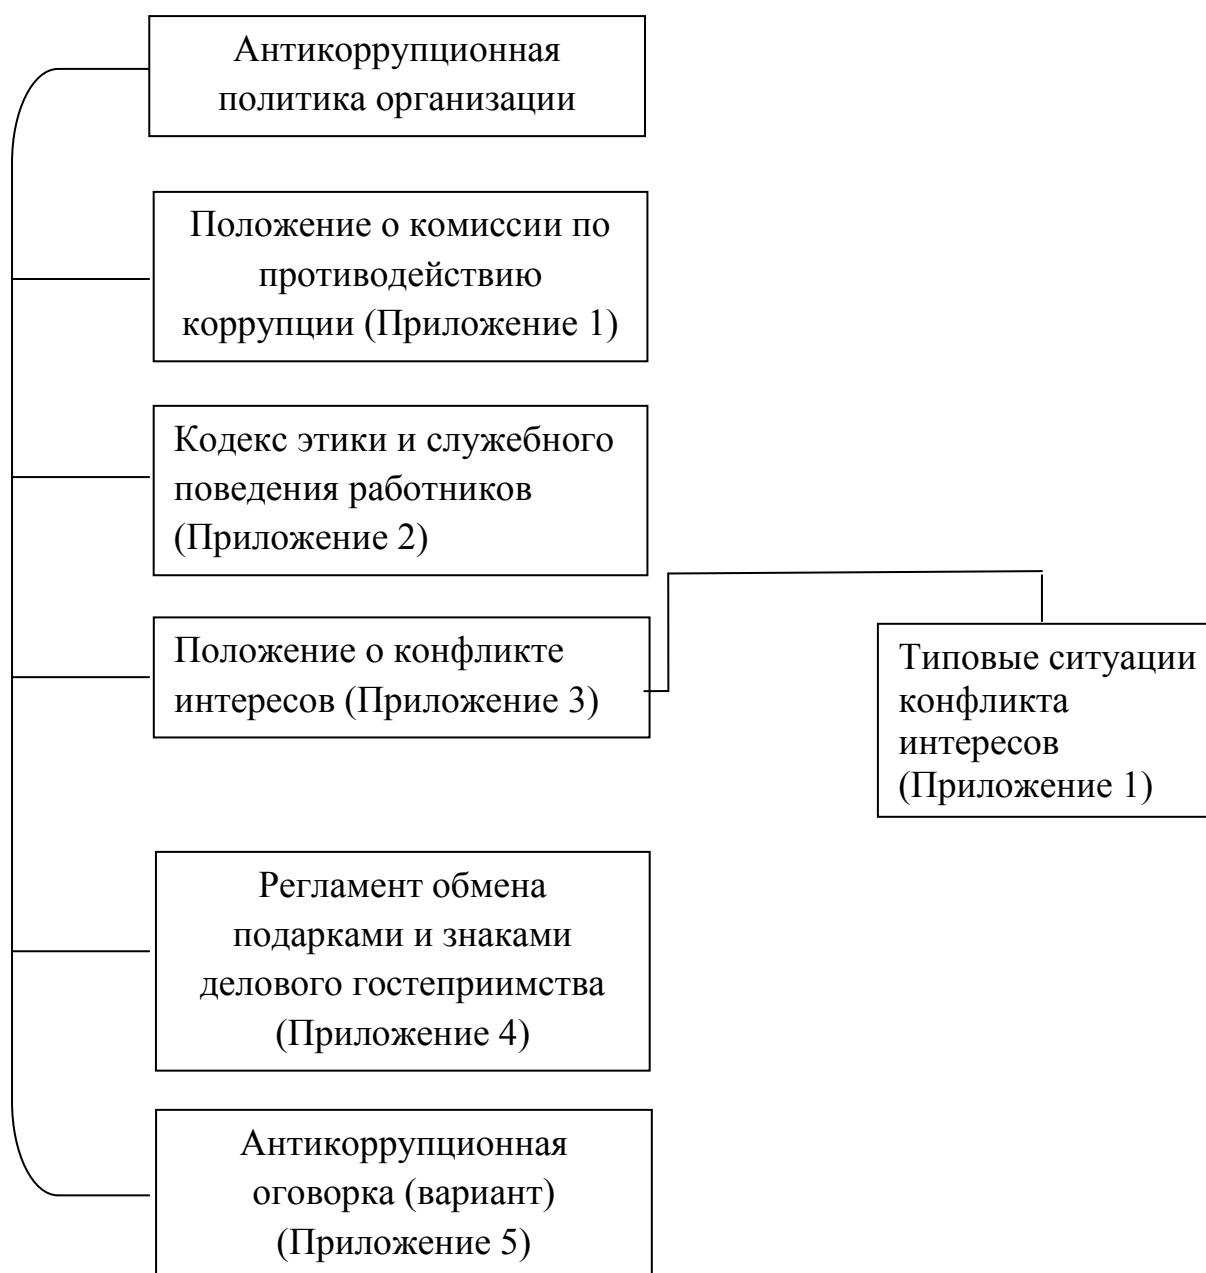 Антикоррупционная
политика организации
Положение о комиссии по
противодействию
коррупции (Приложение 1)
Кодекс этики и служебного
поведения работников
(Приложение 2)
Положение о конфликте
интересов (Приложение 3)
Типовые ситуации
конфликта
интересов
(Приложение 1)
Регламент обмена
подарками и знаками
делового гостеприимства
(Приложение 4)
Антикоррупционная
оговорка (вариант)
(Приложение 5)